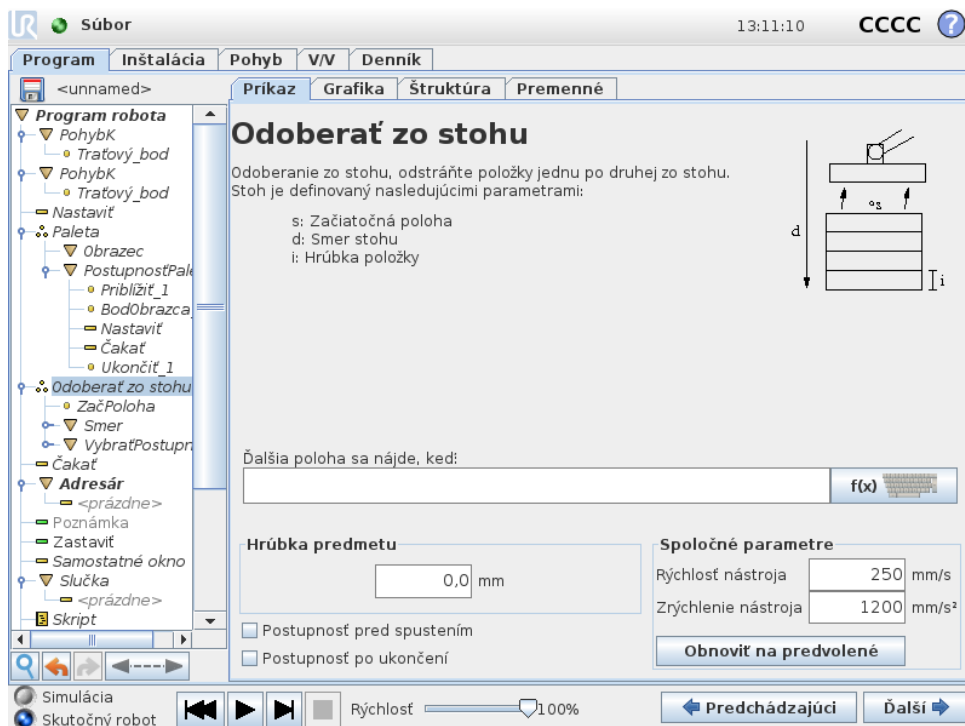 UR Súbor 13:11:10 CCCC ?
Program Inštalácia Pohyb V/V Denník
<unnamed> Príkaz Grafika Štruktúra Premenné
Program robota
PohybK
Traťový_bod
PohybK
Traťový_bod
Nastaviť
Paleta
Obrazec
PostupnosťPale
Priblížiť_1
BodObrazca
Nastaviť
Čakať
Ukončiť_1
Odoberať zo stohu
ZačPoloha
Smer
VybraťPostupn
Čakať
Adresár
<prázdne>
Poznámka
Zastaviť
Samostatné okno
Slučka
<prázdne>
Skript
Odoberať zo stohu
Odoberanie zo stohu, odstráňte položky jednu po druhej zo stohu.
Stoh je definovaný nasledujúcimi parametrami:
s: Začiatočná poloha
d: Smer stohu
i: Hrúbka položky
s
d
i
Ďalšia poloha sa nájde, keď:
f(x)
Hrúbka predmetu
0,0 mm
Postupnosť pred spustením
Postupnosť po ukončení
Spoločné parametre
Rýchlosť nástroja 250 mm/s
Zrýchlenie nástroja 1200 mm/s²
Obnoviť na predvolené
Simulácia
Skutočný robot
Rýchlosť 100%
Predchádzajúci Ďalší